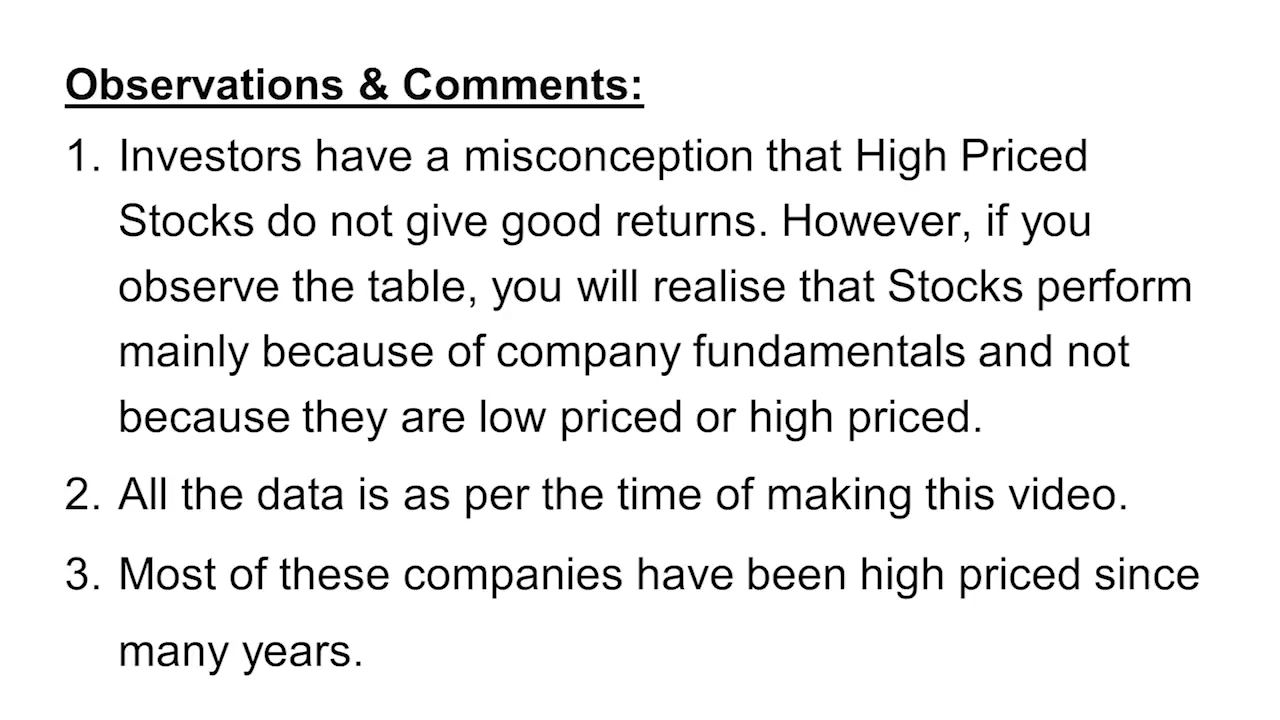 Observations & Comments:
1. Investors have a misconception that High Priced
Stocks do not give good returns. However, if you
observe the table, you will realise that Stocks perform
mainly because of company fundamentals and not
because they are low priced or high priced.
2. All the data is as per the time of making this video.
3. Most of these companies have been high priced since
many years.